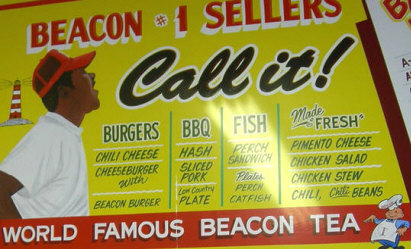 BEACON #1 SELLERS
Call it!
BURGERS
CHILI CHEESE
CHEESEBURGER
With
BEACON BURGER
BBQ
HASH
SLICED
PORK
Low Country
PLATE
FISH
PERCH
SANDWICH
Plates
PERCH
CATFISH
Made
"FRESH"
PIMENTO CHEESE
CHICKEN SALAD
CHICKEN STEW
CHILI, Chili BEANS
WORLD FAMOUS BEACON TEA